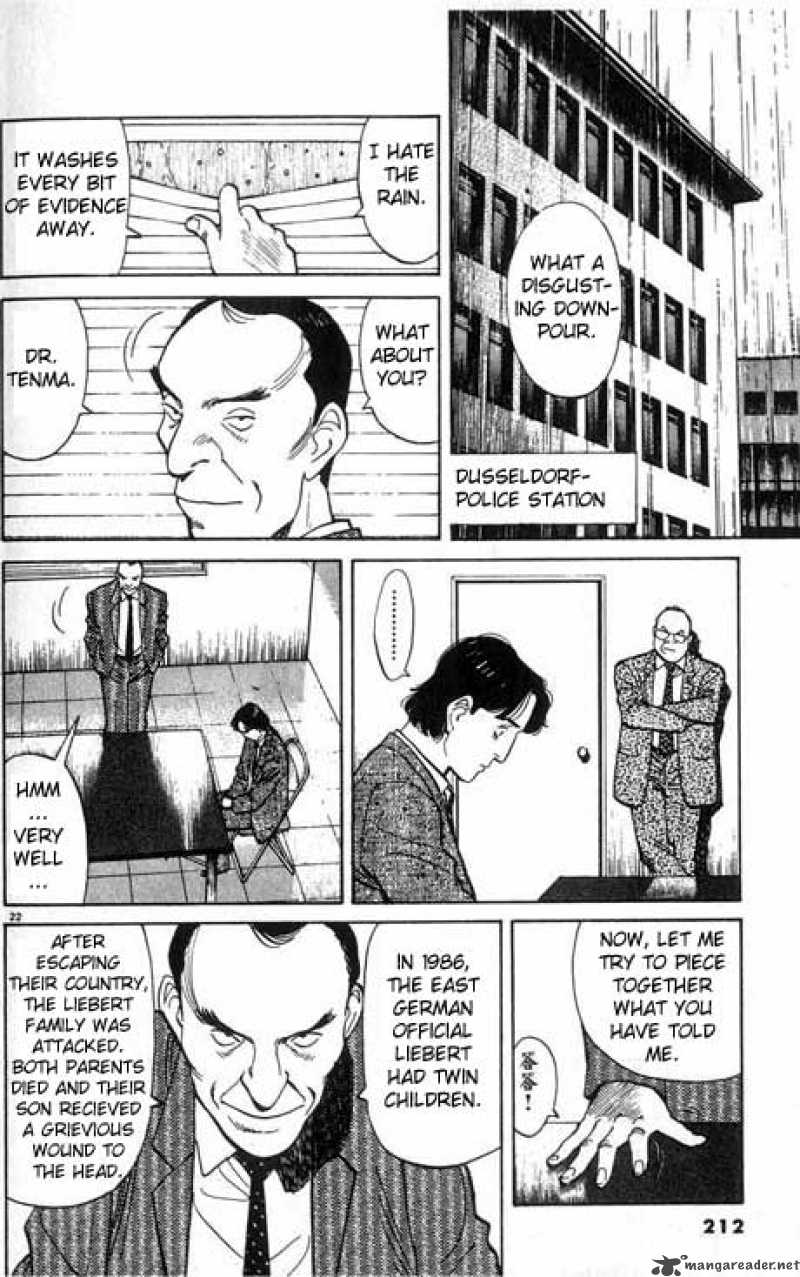 WHAT A
DISGUST-
ING DOWN-
POUR.
DUSSELDORF-
POLICE STATION
I HATE
THE
RAIN.
IT WASHES
EVERY BIT
OF EVIDENCE
AWAY.
WHAT
ABOUT
YOU?
DR.
TENMA.
.........
HMM
...
VERY
WELL
...
22
NOW, LET ME
TRY TO PIECE
TOGETHER
WHAT YOU
HAVE TOLD
ME.
答答!
IN 1986,
THE EAST
GERMAN
OFFICIAL
LIEBERT
HAD TWIN
CHILDREN.
AFTER
ESCAPING
THEIR COUNTRY,
THE LIEBERT
FAMILY WAS
ATTACKED.
BOTH PARENTS
DIED AND THEIR
SON RECIEVED
A GRIEVIOUS
WOUND TO
THE HEAD.
212
mangareader.net